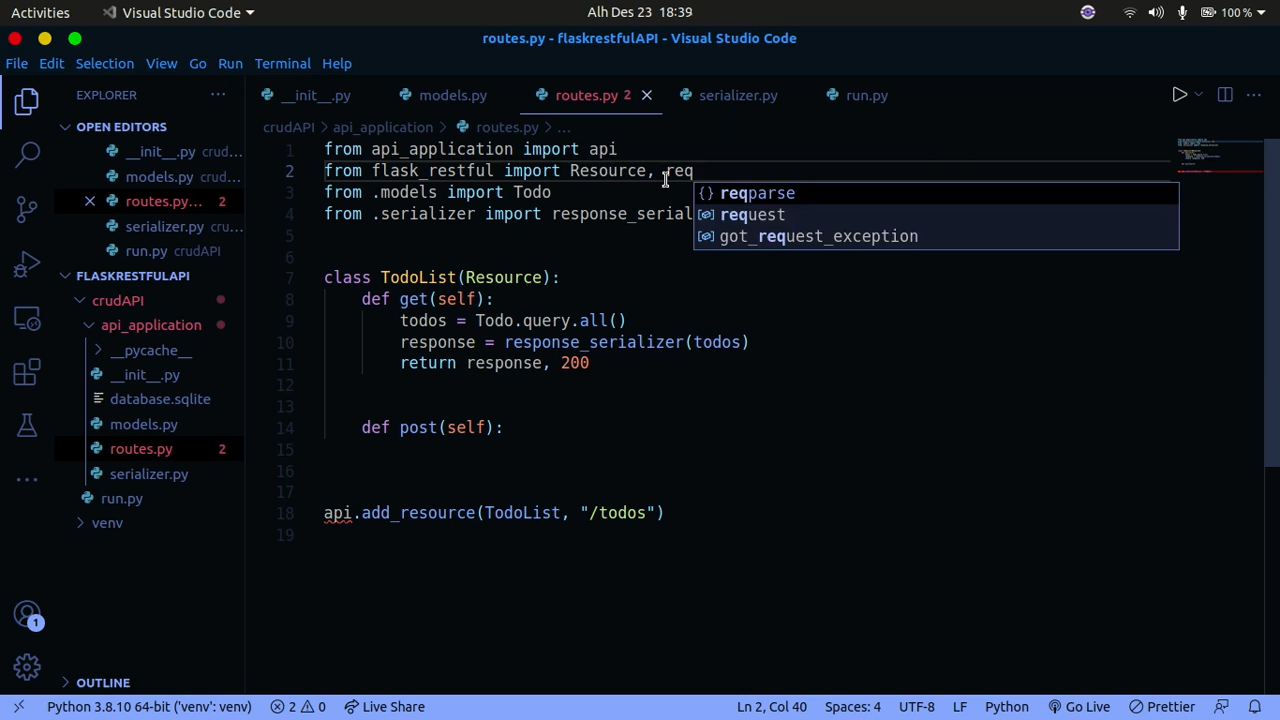 Activities Visual Studio Code Alh Des 23 18:39 100 %
routes.py - flaskrestfulAPI - Visual Studio Code
File Edit Selection View Go Run Terminal Help
EXPLORER
OPEN EDITORS
__init__.py crud...
models.py crud...
routes.py... 2
serializer.py cru...
run.py crudAPI
FLASKRESTFULAPI
crudAPI
api_application
__pycache__
__init__.py
database.sqlite
models.py
routes.py 2
serializer.py
run.py
venv
OUTLINE
1
__init__.py models.py routes.py 2 serializer.py run.py
crudAPI > api_application > routes.py > ...
1 from api_application import api
2 from flask_restful import Resource, req
3 from .models import Todo
4 from .serializer import response_serial
5
6
7 class TodoList(Resource):
8 def get(self):
9 todos = Todo.query.all()
10 response = response_serializer(todos)
11 return response, 200
12
13
14 def post(self):
15
16
17
18 api.add_resource(TodoList, "/todos")
19
reqparse
request
got_request_exception
Python 3.8.10 64-bit ('venv': venv) 2 0 Live Share Ln 2, Col 40 Spaces: 4 UTF-8 LF Python Go Live Prettier